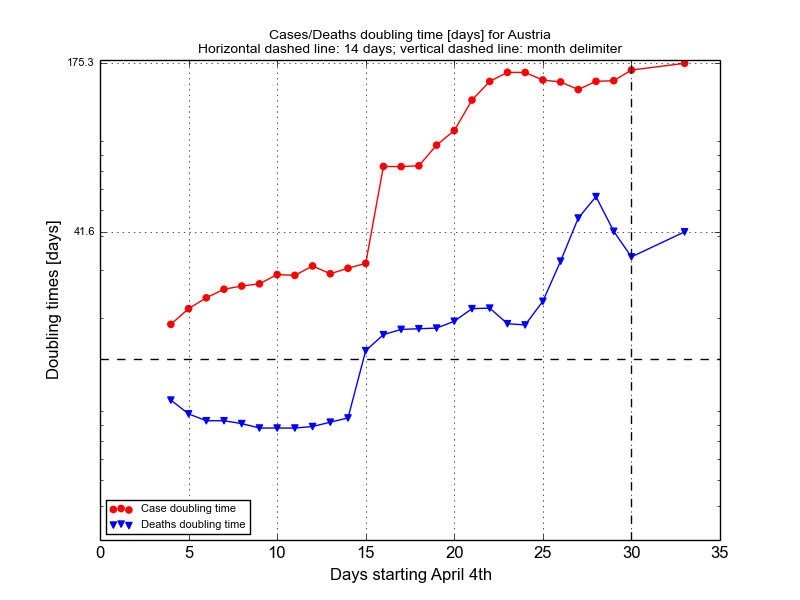 Cases/Deaths doubling time [days] for Austria
Horizontal dashed line: 14 days; vertical dashed line: month delimiter
175.3
41.6
Doubling times [days]
Case doubling time
Deaths doubling time
0 5 10 15 20 25 30 35
Days starting April 4th